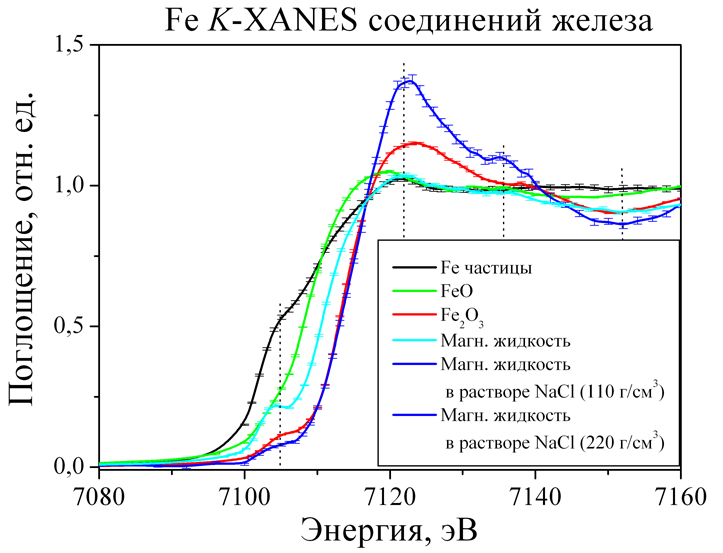 Fe K-XANES соединений железа
Поглощение, отн. ед.
1,5
1,0
0,5
0,0
Fe частицы
FeO
Fe₂O₃
Магн. жидкость
Магн. жидкость
в растворе NaCl (110 г/см³)
Магн. жидкость
в растворе NaCl (220 г/см³)
7080 7100 7120 7140 7160
Энергия, эВ